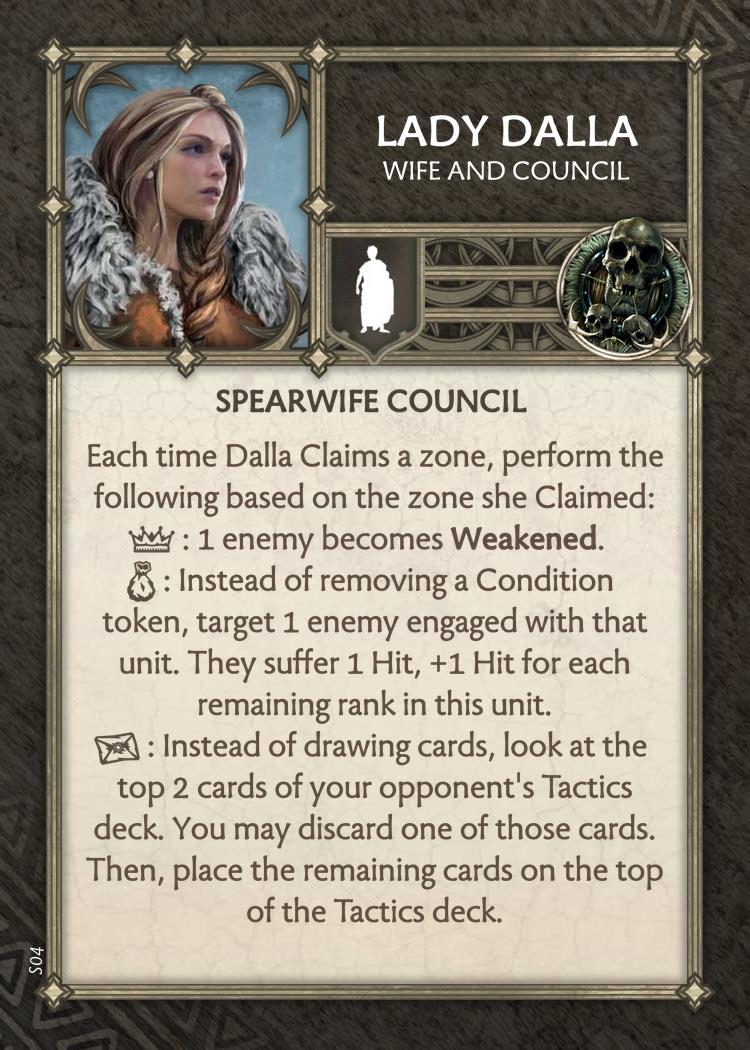 LADY DALLA
WIFE AND COUNCIL
SPEARWIFE COUNCIL
Each time Dalla Claims a zone, perform the
following based on the zone she Claimed:
: 1 enemy becomes Weakened.
: Instead of removing a Condition
token, target 1 enemy engaged with that
unit. They suffer 1 Hit, +1 Hit for each
remaining rank in this unit.
: Instead of drawing cards, look at the
top 2 cards of your opponent's Tactics
deck. You may discard one of those cards.
Then, place the remaining cards on the top
of the Tactics deck.
S04